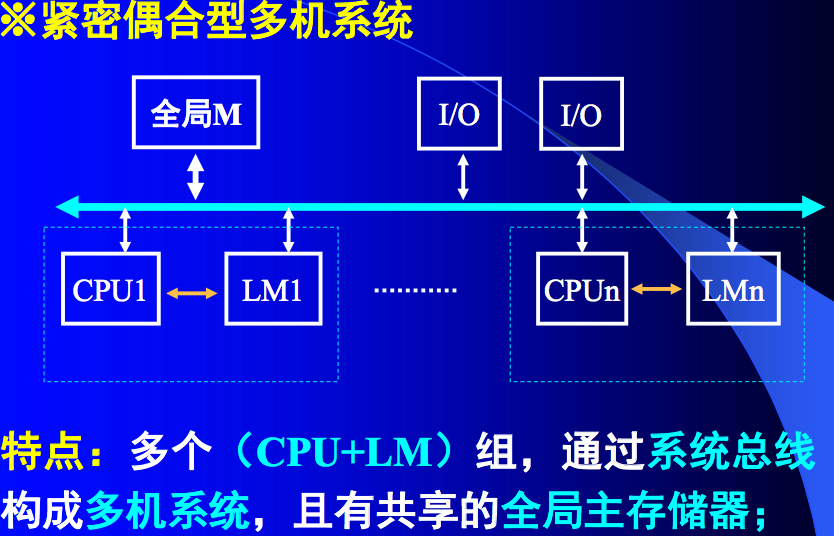 ※紧密偶合型多机系统
全局M
I/O
I/O
CPU1
LM1
...........
CPUn
LMn
特点：多个（CPU+LM）组，通过系统总线
构成多机系统，且有共享的全局主存储器；